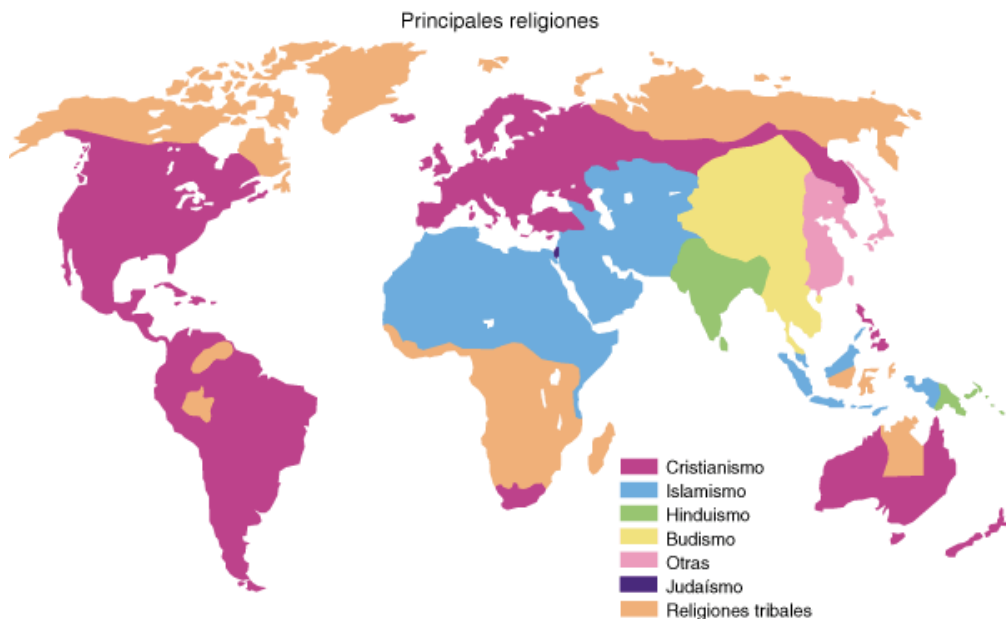 Principales religiones
Cristianismo
Islamismo
Hinduismo
Budismo
Otras
Judaísmo
Religiones tribales